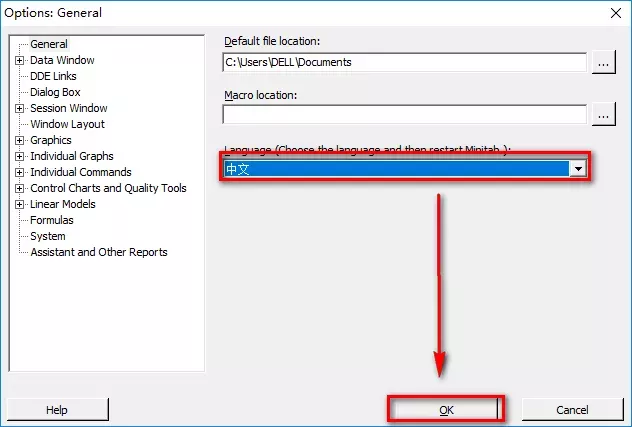 Options: General
General
Data Window
DDE Links
Dialog Box
Session Window
Window Layout
Graphics
Individual Graphs
Individual Commands
Control Charts and Quality Tools
Linear Models
Formulas
System
Assistant and Other Reports
Default file location:
C:\Users\DELL\Documents
...
Macro location:
...
Language (Choose the language and then restart Minitab.):
中文
Help
OK
Cancel